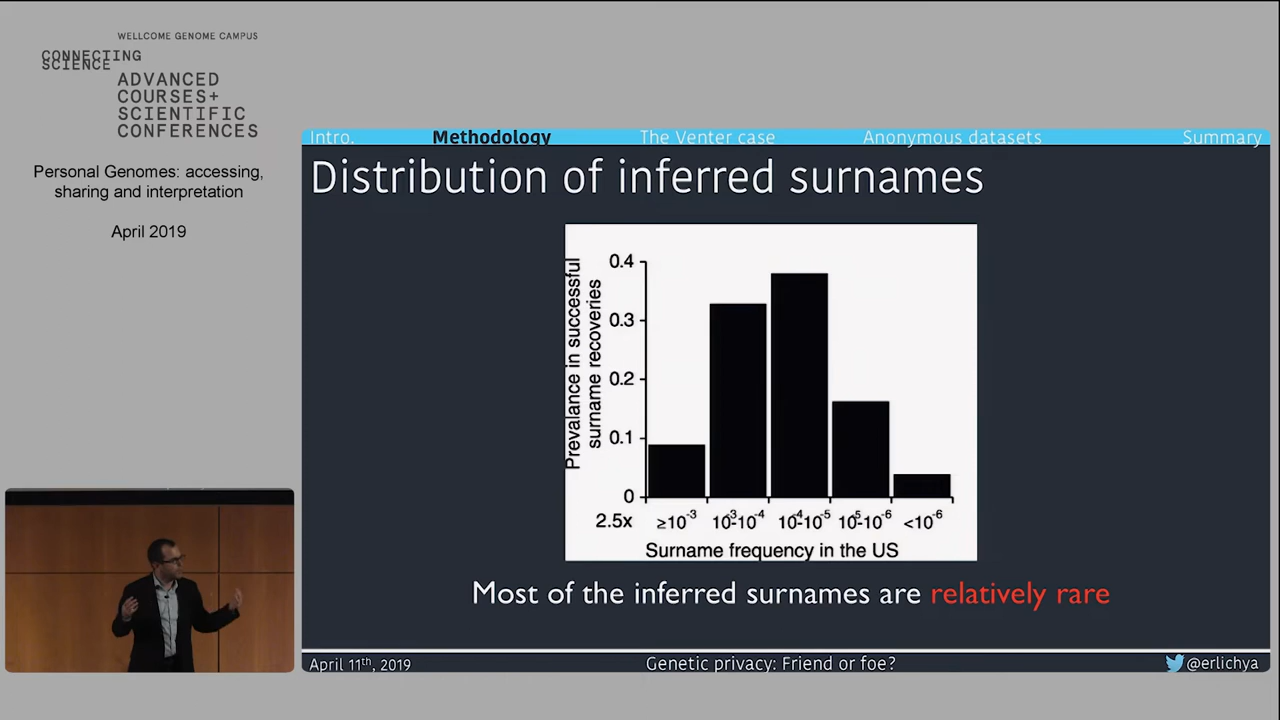 WELLCOME GENOME CAMPUS
CONNECTING
SCIENCE
ADVANCED
COURSES+
SCIENTIFIC
CONFERENCES
Personal Genomes: accessing,
sharing and interpretation
April 2019
Intro. Methodology The Venter case Anonymous datasets Summary
Distribution of inferred surnames
Prevalance in successful
surname recoveries
0.4
0.3
0.2
0.1
0
2.5x ≥10⁻³ 10⁻³-10⁻⁴ 10⁻⁴-10⁻⁵ 10⁻⁵-10⁻⁶ <10⁻⁶
Surname frequency in the US
Most of the inferred surnames are relatively rare
April 11th, 2019 Genetic privacy: Friend or foe? @erlichya